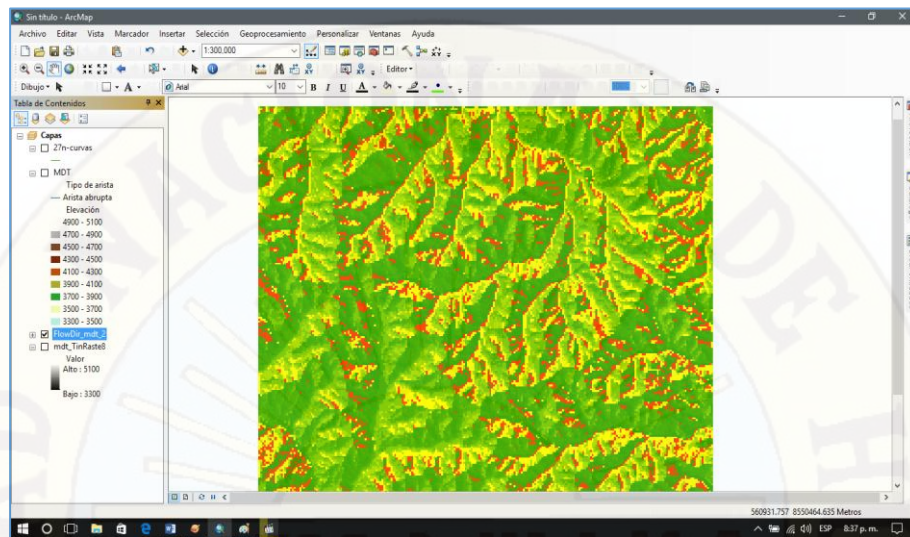 Sin título - ArcMap
Archivo Editar Vista Marcador Insertar Selección Geoprocesamiento Personalizar Ventanas Ayuda
1:300.000
Editor
Dibujo A Arial 10 B I U A
Tabla de Contenidos
Capas
27n-curvas
MDT
Tipo de arista
Arista abrupta
Elevación
4900 - 5100
4700 - 4900
4500 - 4700
4300 - 4500
4100 - 4300
3900 - 4100
3700 - 3900
3500 - 3700
3300 - 3500
FlowDir_mdt_2
mdt_TinRaste8
Valor
Alto : 5100
Bajo : 3300
560931.757 8550464.635 Metros
ESP 8:37 p. m.